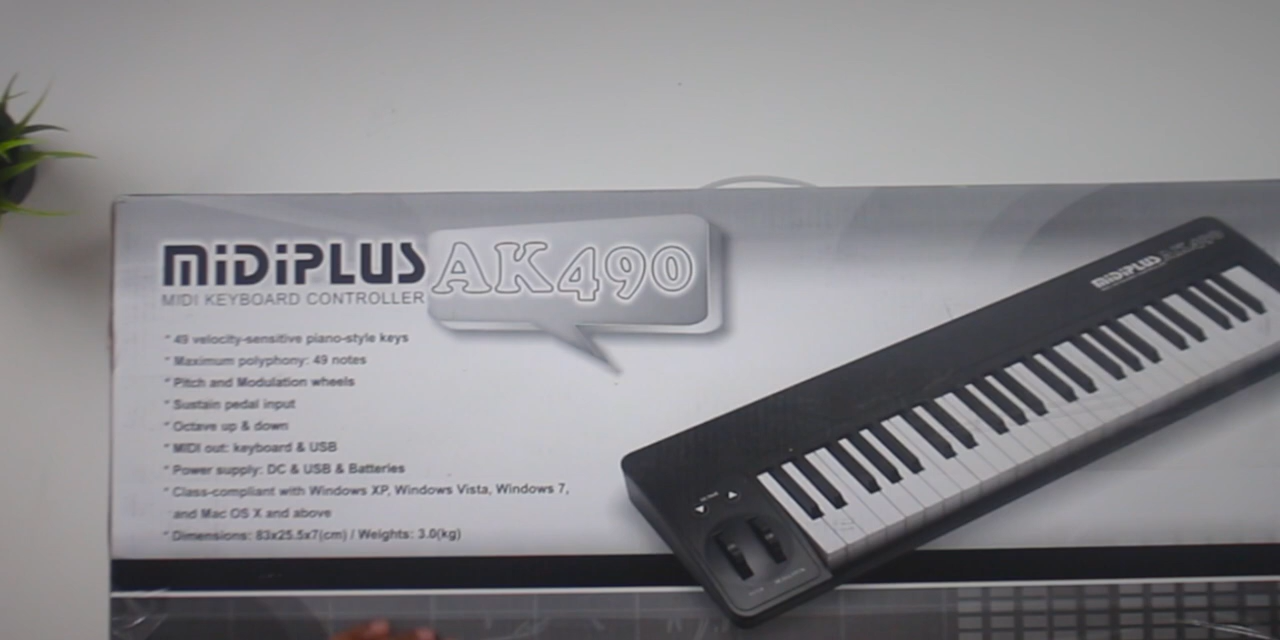 MiDiPLUS AK490
MIDI KEYBOARD CONTROLLER
* 49 velocity-sensitive piano-style keys
* Maximum polyphony: 49 notes
* Pitch and Modulation wheels
* Sustain pedal input
* Octave up & down
* MIDI out: keyboard & USB
* Power supply: DC & USB & Batteries
* Class-compliant with Windows XP, Windows Vista, Windows 7,
and Mac OS X and above
* Dimensions: 83x25.5x7(cm) / Weights: 3.0(kg)
MiDiPLUS AK490